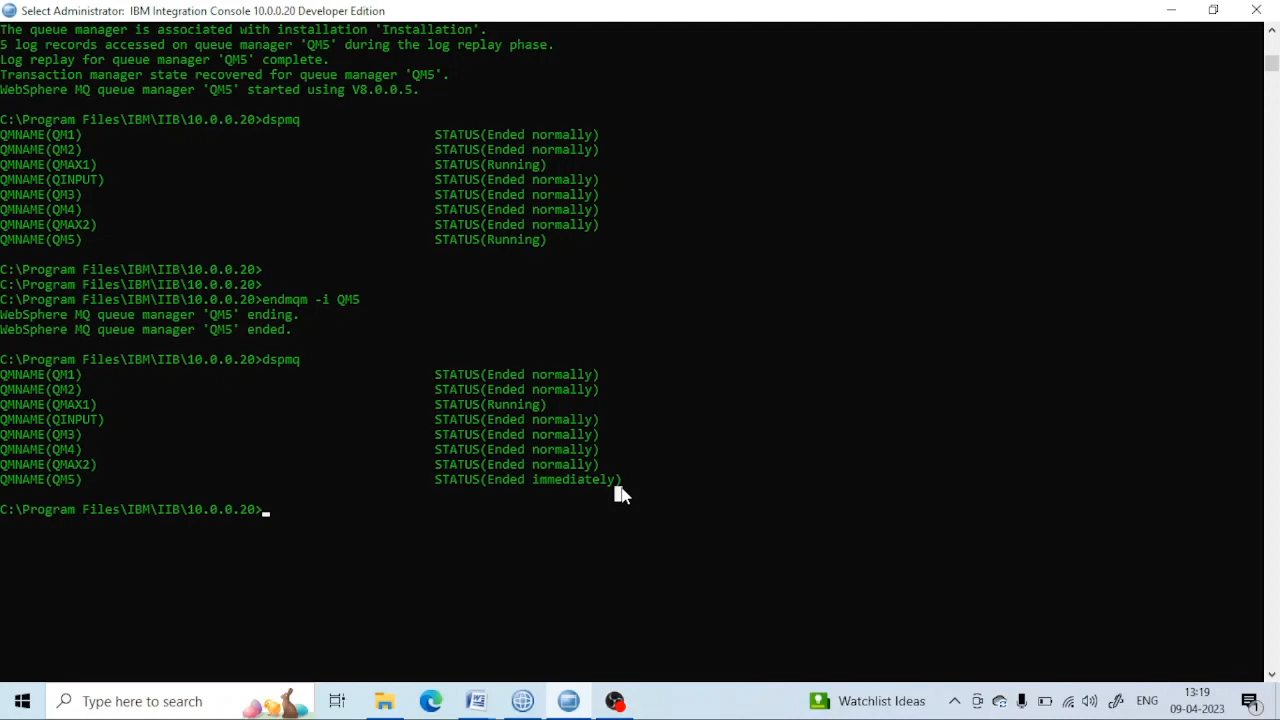 Select Administrator: IBM Integration Console 10.0.0.20 Developer Edition
The queue manager is associated with installation 'Installation'.
5 log records accessed on queue manager 'QM5' during the log replay phase.
Log replay for queue manager 'QM5' complete.
Transaction manager state recovered for queue manager 'QM5'.
WebSphere MQ queue manager 'QM5' started using V8.0.0.5.
C:\Program Files\IBM\IIB\10.0.0.20>dspmq
QMNAME(QM1) STATUS(Ended normally)
QMNAME(QM2) STATUS(Ended normally)
QMNAME(QMAX1) STATUS(Running)
QMNAME(QINPUT) STATUS(Ended normally)
QMNAME(QM3) STATUS(Ended normally)
QMNAME(QM4) STATUS(Ended normally)
QMNAME(QMAX2) STATUS(Ended normally)
QMNAME(QM5) STATUS(Running)
C:\Program Files\IBM\IIB\10.0.0.20>
C:\Program Files\IBM\IIB\10.0.0.20>
C:\Program Files\IBM\IIB\10.0.0.20>endmqm -i QM5
WebSphere MQ queue manager 'QM5' ending.
WebSphere MQ queue manager 'QM5' ended.
C:\Program Files\IBM\IIB\10.0.0.20>dspmq
QMNAME(QM1) STATUS(Ended normally)
QMNAME(QM2) STATUS(Ended normally)
QMNAME(QMAX1) STATUS(Running)
QMNAME(QINPUT) STATUS(Ended normally)
QMNAME(QM3) STATUS(Ended normally)
QMNAME(QM4) STATUS(Ended normally)
QMNAME(QMAX2) STATUS(Ended normally)
QMNAME(QM5) STATUS(Ended immediately)
C:\Program Files\IBM\IIB\10.0.0.20>
Type here to search
Watchlist Ideas
ENG
3:19
09-04-2023
1